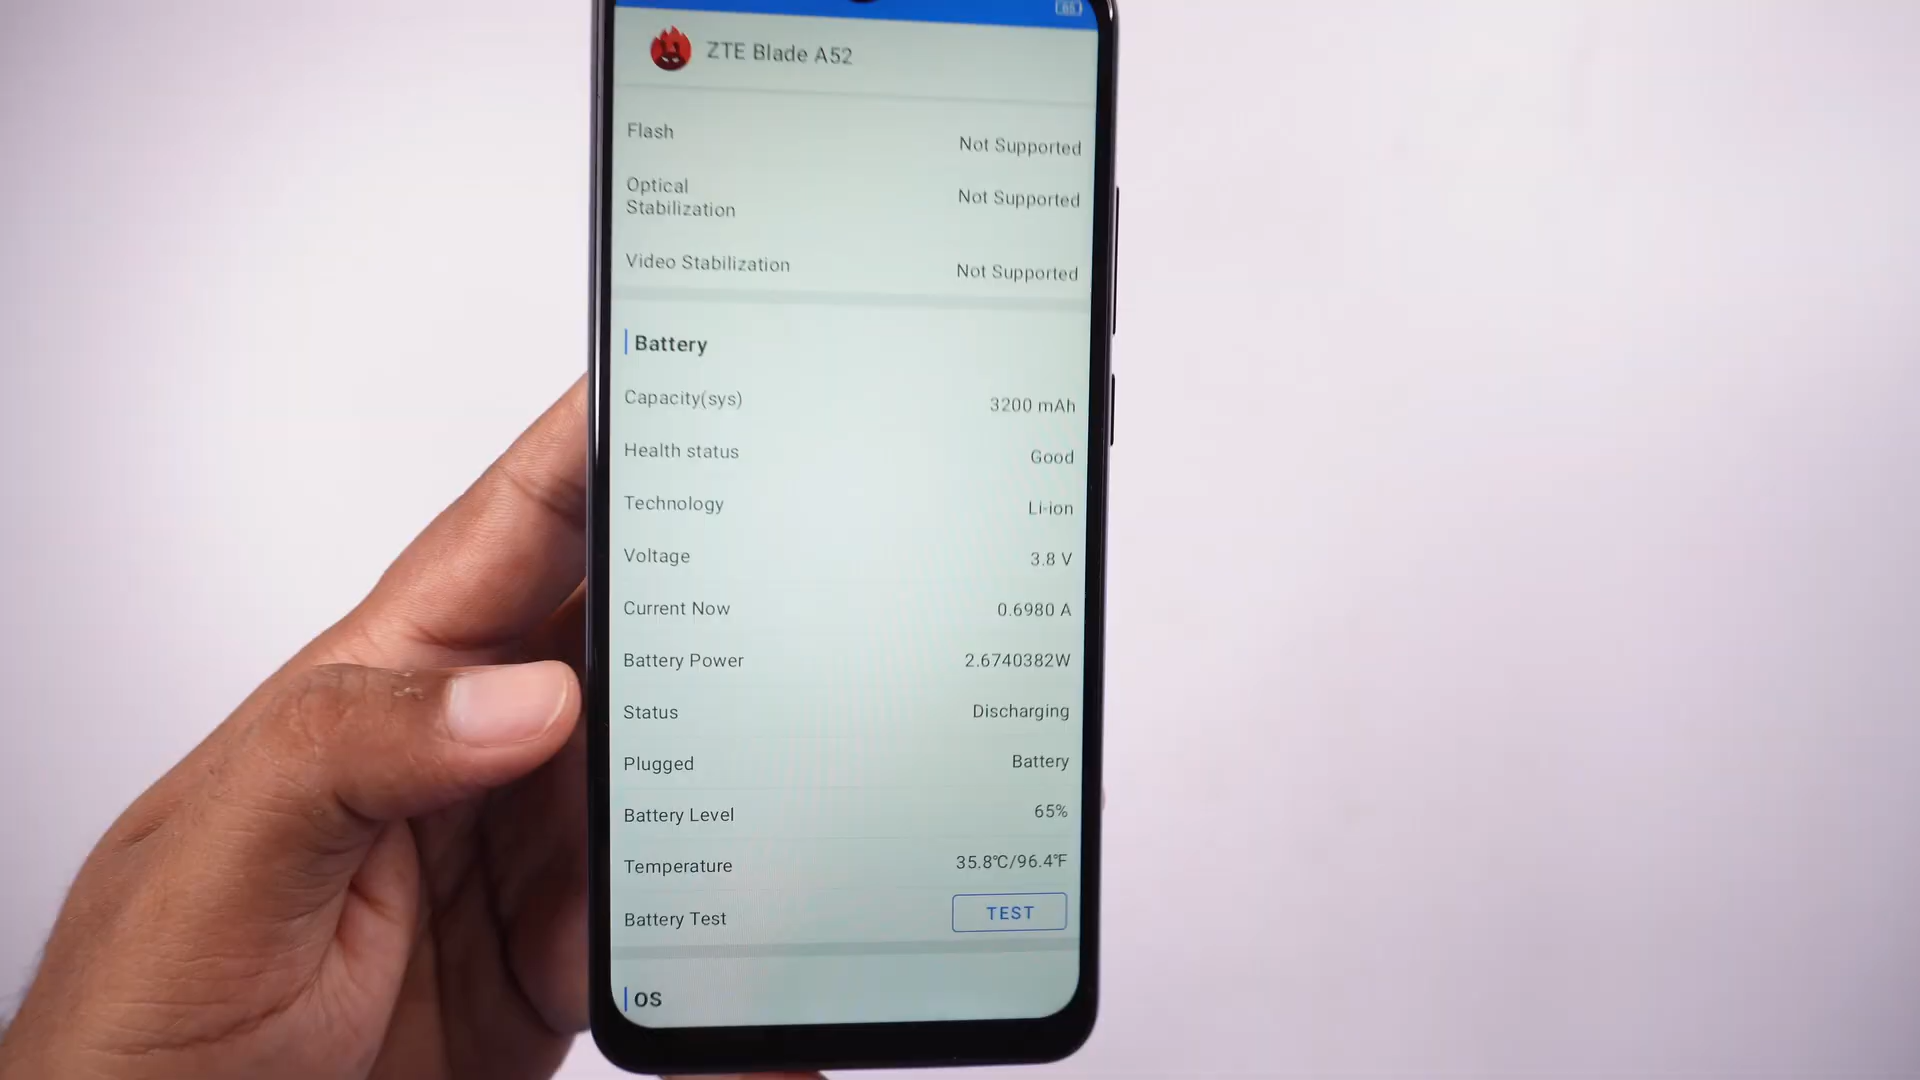 65
ZTE Blade A52
Flash Not Supported
Optical
Stabilization Not Supported
Video Stabilization Not Supported
Battery
Capacity(sys) 3200 mAh
Health status Good
Technology Li-ion
Voltage 3.8 V
Current Now 0.6980 A
Battery Power 2.6740382W
Status Discharging
Plugged Battery
Battery Level 65%
Temperature 35.8℃/96.4℉
Battery Test TEST
OS